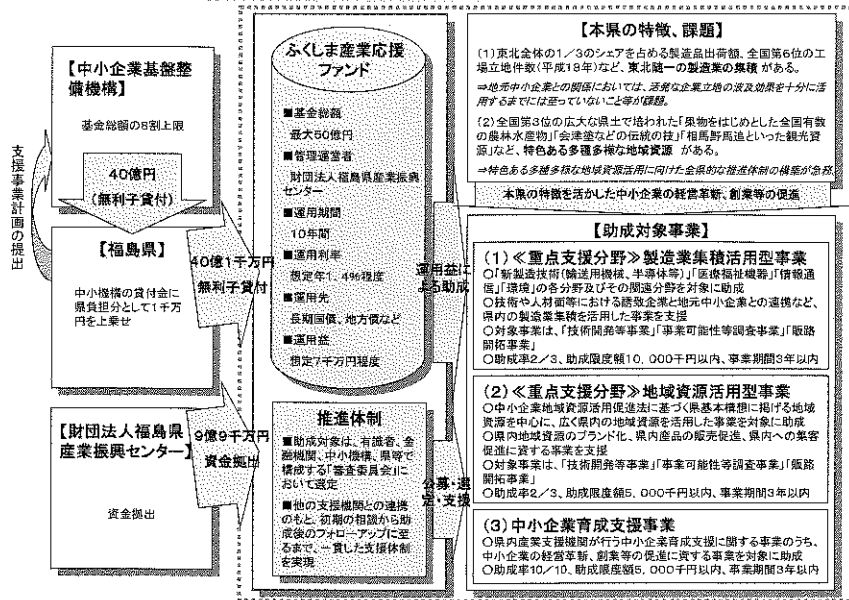 【中小企業基盤整
備機構】
基金総額の8割上限
40億円
(無利子貸付)
支援事業計画の提出
【福島県】
中小機構の貸付金に
県負担分として1千万
円を上乗せ
【財団法人福島県
産業振興センター】
資金拠出
40億1千万円
無利子貸付
9億9千万円
資金拠出
ふくしま産業応援
ファンド
■基金総額
最大50億円
■管理運営者
財団法人福島県産業振興
センター
■運用期間
10年間
■運用利率
想定年1.4%程度
■運用先
長期国債、地方債など
■運用益
想定7千万円程度
推進体制
■助成対象は、有識者、金
融機関、中小機構、県等で
構成する「審査委員会」に
おいて選定
■他の支援機関との連携
のもと、初期の相談から助
成後のフォローアップに至
るまで、一貫した支援体制
を実現
運用益に
よる助成
公募・選
定・支援
【本県の特徴、課題】
(1)東北全体の1/3のシェアを占める製造品出荷額、全国第6位の工
場立地件数(平成18年)など、東北随一の製造業の集積 がある。
⇒地元中小企業との関係においては、活発な企業立地の波及効果を十分に活
用するまでには至っていないこと等が課題。
(2)全国第3位の広大な県土で培われた「果物をはじめとした全国有数
の農林水産物」「会津塗などの伝統の技」「相馬野馬追といった観光資
源」など、特色ある多種多様な地域資源 がある。
⇒特色ある多種多様な地域資源活用に向けた全県的な推進体制の構築が急務
本県の特徴を活かした中小企業の経営革新、創業等の促進
【助成対象事業】
(1)≪重点支援分野≫製造業集積活用型事業
○「新製造技術(輸送用機械、半導体等)」「医療福祉機器」「情報通
信」「環境」の各分野及びその関連分野を対象に助成
○技術や人材面等における誘致企業と地元中小企業との連携など、
県内の製造業集積を活用した事業を支援
○対象事業は、「技術開発等事業」「事業可能性等調査事業」「販路
開拓事業」
○助成率2/3、助成限度額10,000千円以内、事業期間3年以内
(2)≪重点支援分野≫地域資源活用型事業
○中小企業地域資源活用促進法に基づく県基本構想に掲げる地域
資源を中心に、広く県内の地域資源を活用した事業を対象に助成
○県内地域資源のブランド化、県内産品の販売促進、県内への集客
促進に資する事業を支援
○対象事業は、「技術開発等事業」「事業可能性等調査事業」「販路
開拓事業」
○助成率2/3、助成限度額5,000千円以内、事業期間3年以内
(3)中小企業育成支援事業
○県内産業支援機関が行う中小企業育成支援に関する事業のうち、
中小企業の経営革新、創業等の促進に資する事業を対象に助成
○助成率10/10、助成限度額5,000千円以内、事業期間3年以内